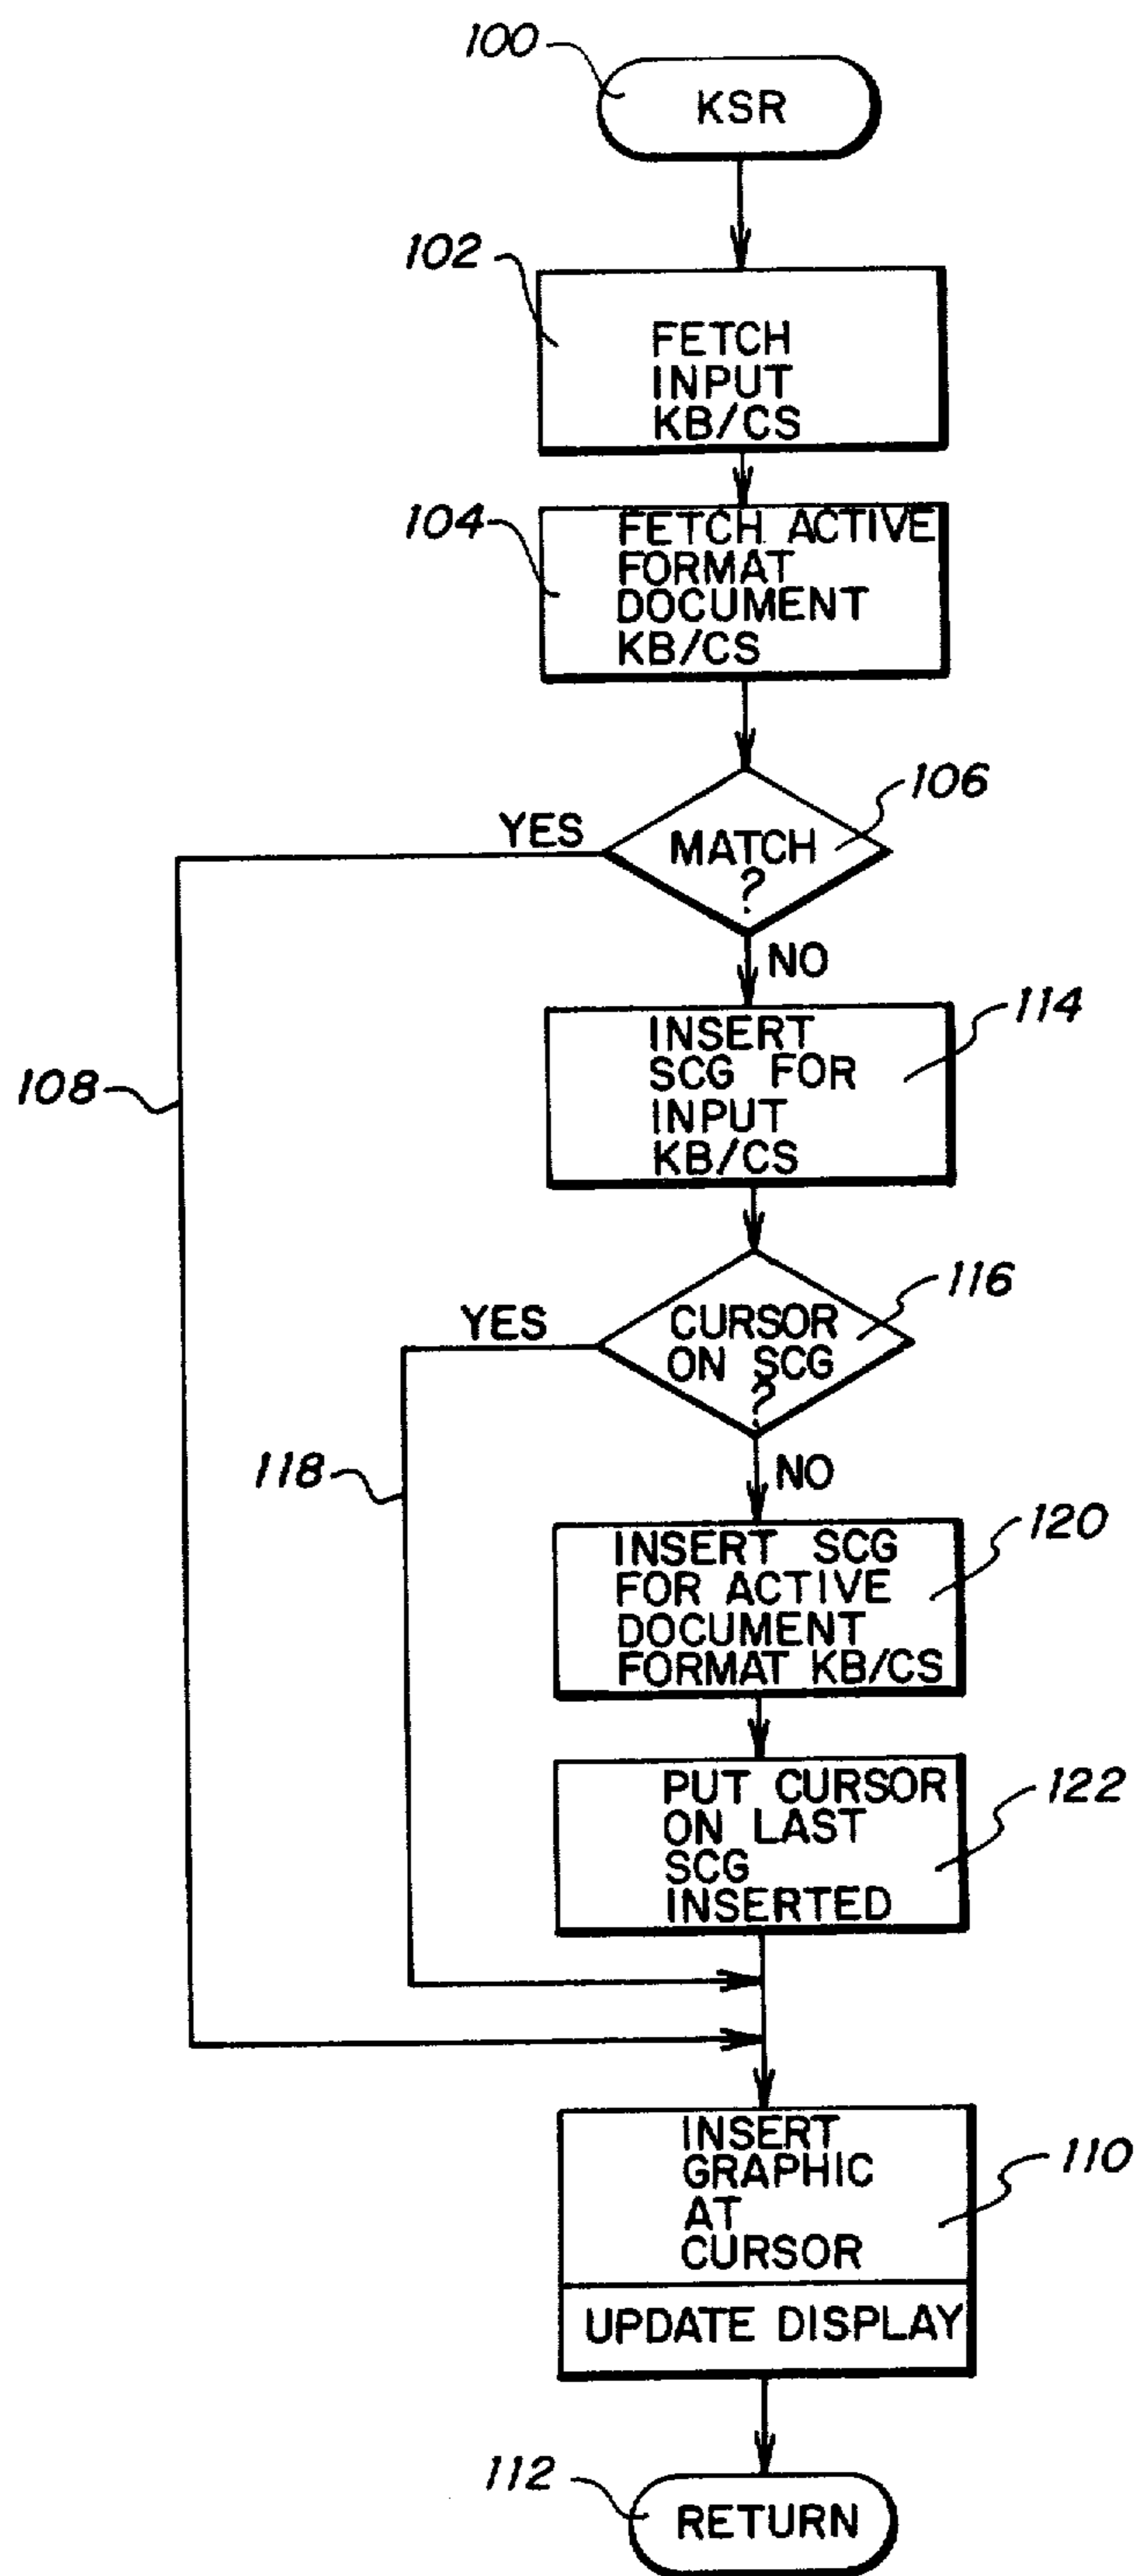 100
KSR
102
FETCH
INPUT
KB/CS
104
FETCH ACTIVE
FORMAT
DOCUMENT
KB/CS
106
YES
MATCH
?
NO
114
INSERT
SCG FOR
INPUT
KB/CS
108
116
YES
CURSOR
ON SCG
?
118
NO
120
INSERT SCG
FOR ACTIVE
DOCUMENT
FORMAT KB/CS
122
PUT CURSOR
ON LAST
SCG
INSERTED
110
INSERT
GRAPHIC
AT
CURSOR
UPDATE DISPLAY
112
RETURN